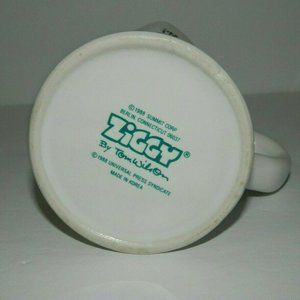 ©1988 SUMMIT CORP
BERLIN CONNECTICUT 06037
ZIGGY®
By Tom Wilson
©1988 UNIVERSAL PRESS SYNDICATE
MADE IN KOREA